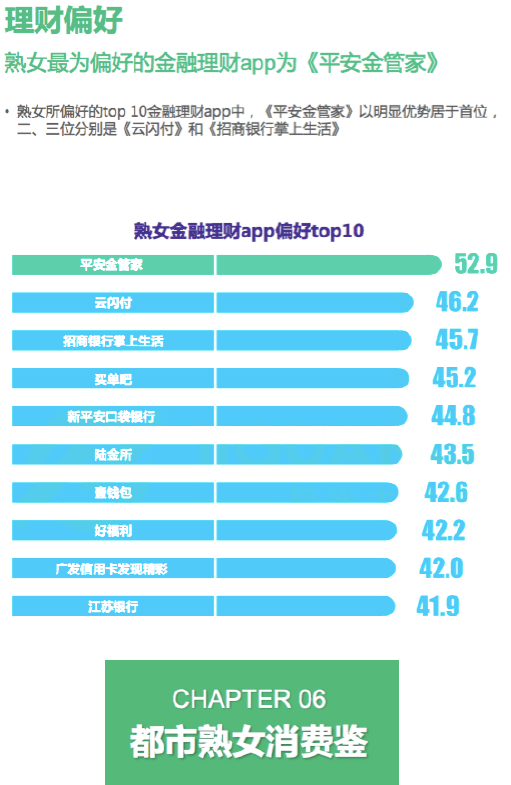 理财偏好
熟女最为偏好的金融理财app为《平安金管家》
• 熟女所偏好的top 10金融理财app中，《平安金管家》以明显优势居于首位，
二、三位分别是《云闪付》和《招商银行掌上生活》
熟女金融理财app偏好top10
平安金管家 52.9
云闪付 46.2
招商银行掌上生活 45.7
买单吧 45.2
新平安口袋银行 44.8
陆金所 43.5
壹钱包 42.6
好福利 42.2
广发信用卡发现精彩 42.0
江苏银行 41.9
CHAPTER 06
都市熟女消费鉴